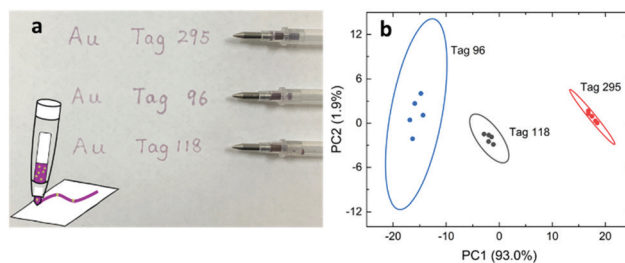 a
Au Tag 295
Au Tag 96
Au Tag 118
b
Tag 96
Tag 295
Tag 118
PC2 (1.9%)
12
6
0
-6
-12
-20 -10 0 10 20
PC1 (93.0%)